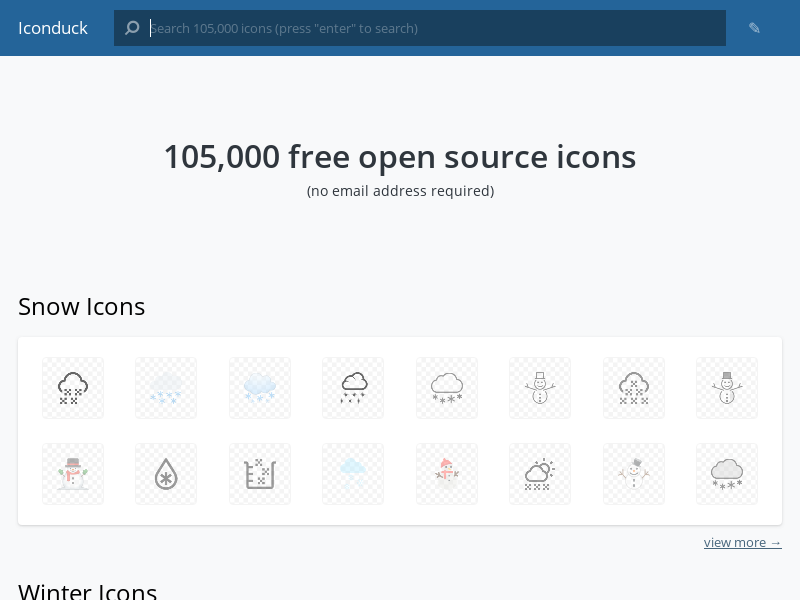 Iconduck
Search 105,000 icons (press "enter" to search)
105,000 free open source icons
(no email address required)
Snow Icons
view more →
Winter Icons